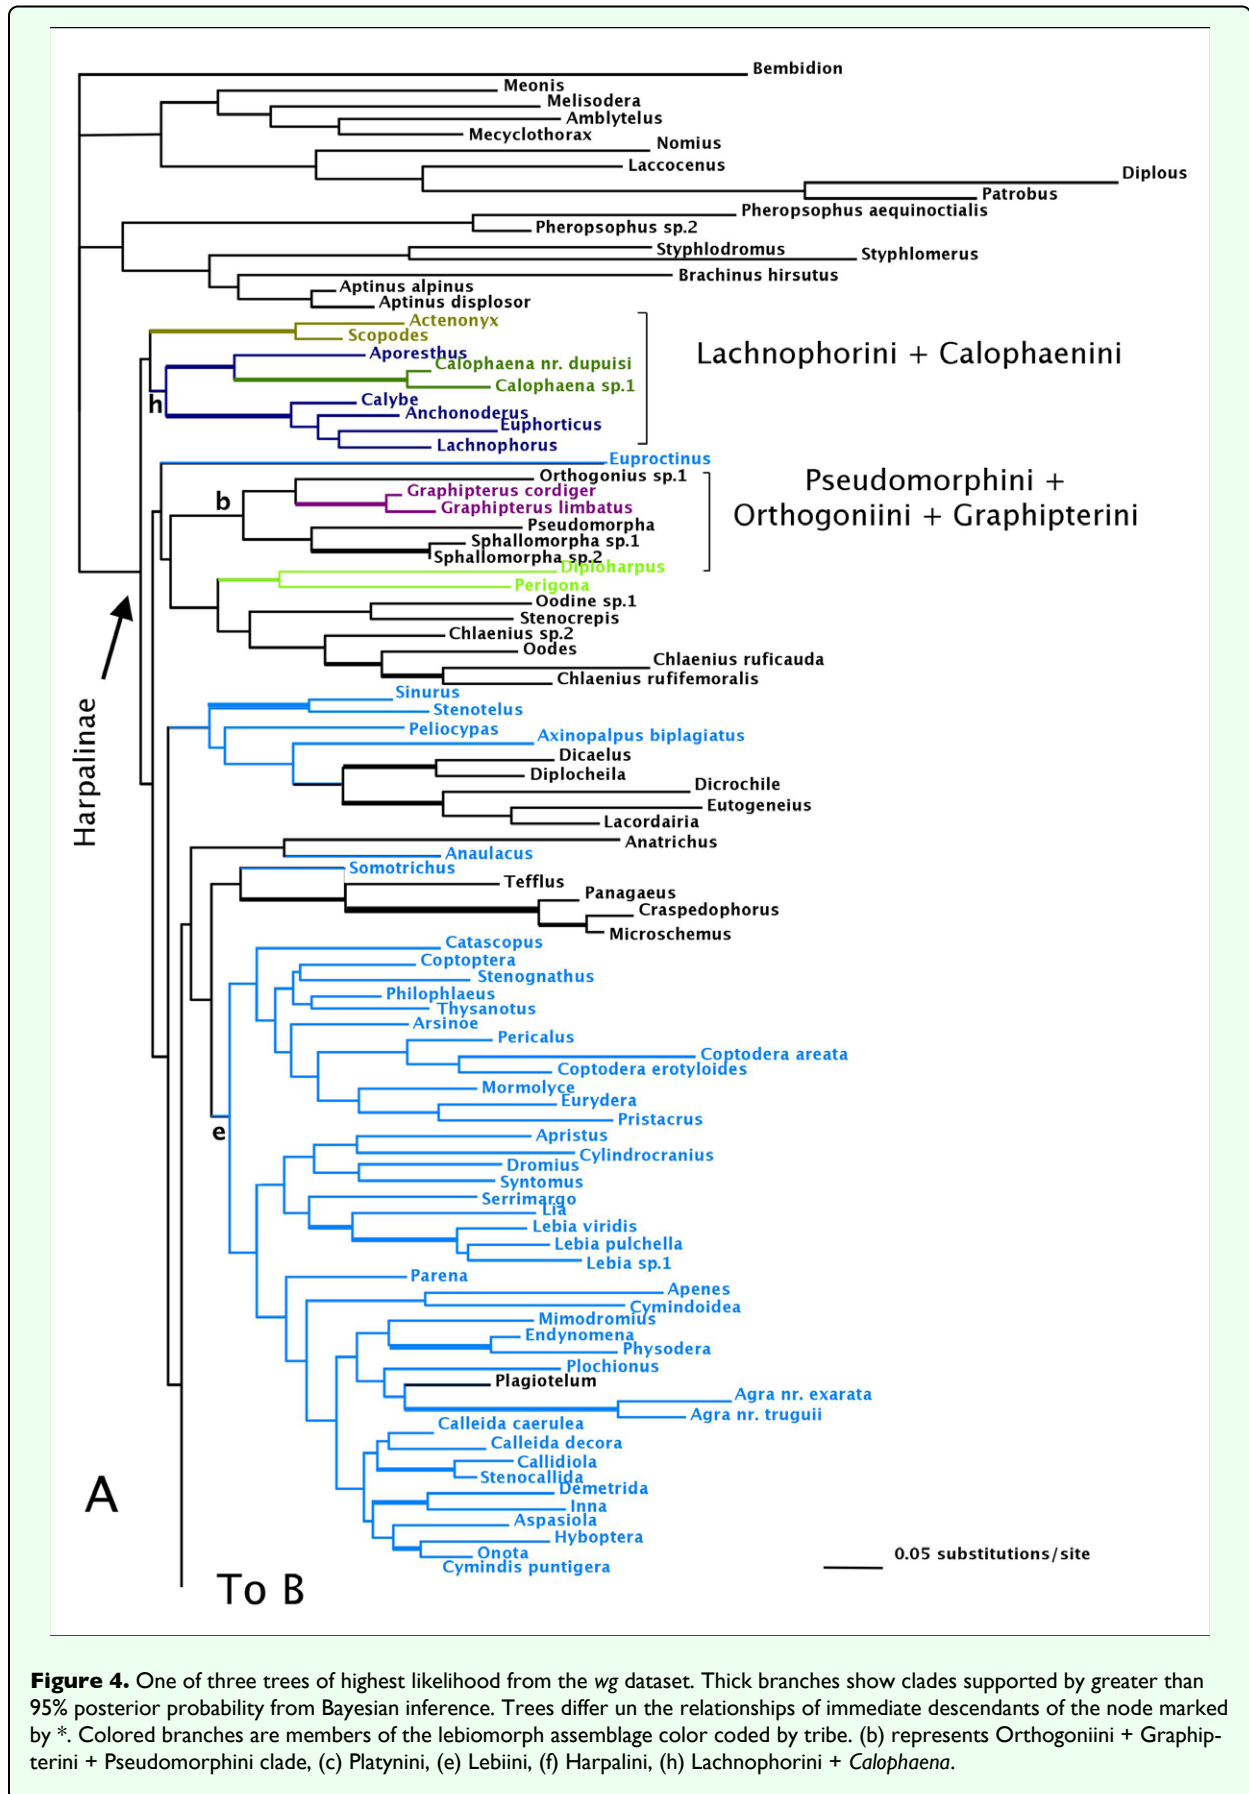 Bembidion
Meonis
Melisodera
Amblytelus
Mecyclothorax
Nomius
Laccocenus
Diplous
Patrobus
Pheropsophus aequinoctialis
Pheropsophus sp.2
Styphlodromus
Styphlomerus
Brachinus hirsutus
Aptinus alpinus
Aptinus displosor
Actenonyx
Scopodes
Aporesthus
Calophaena nr. dupuisi
Calophaena sp.1
Lachnophorini + Calophaenini
h
Calybe
Anchonoderus
Euphorticus
Lachnophorus
Euproctinus
Orthogonius sp.1
b
Graphipterus cordiger
Graphipterus limbatus
Pseudomorphini +
Orthogoniini + Graphipterini
Pseudomorpha
Sphallomorpha sp.1
Sphallomorpha sp.2
Diploharpus
Perigona
Oodine sp.1
Stenocrepis
Chlaenius sp.2
Oodes
Chlaenius ruficauda
Chlaenius rufifemoralis
Harpalinae
Sinurus
Stenotelus
Peliocypas
Axinopalpus biplagiatus
Dicaelus
Diplocheila
Dicrochile
Eutogeneius
Lacordairia
Anatrichus
Anaulacus
Somotrichus
Tefflus
Panagaeus
Craspedophorus
Microschemus
Catascopus
Coptoptera
Stenognathus
Philophlaeus
Thysanotus
Arsinoe
Pericalus
Coptodera areata
Coptodera erotyloides
Mormolyce
Eurydera
Pristacrus
e
Apristus
Cylindrocranius
Dromius
Syntomus
Serrimargo
Lia
Lebia viridis
Lebia pulchella
Lebia sp.1
Parena
Apenes
Cymindoidea
Mimodromius
Endynomena
Physodera
Plochionus
Plagiotelum
Agra nr. exarata
Agra nr. truguii
Calleida caerulea
Calleida decora
Callidiola
Stenocallida
Demetrida
Inna
Aspasiola
Hyboptera
Onota
Cymindis puntigera
A
To B
0.05 substitutions/site
Figure 4. One of three trees of highest likelihood from the wg dataset. Thick branches show clades supported by greater than
95% posterior probability from Bayesian inference. Trees differ un the relationships of immediate descendants of the node marked
by *. Colored branches are members of the lebiomorph assemblage color coded by tribe. (b) represents Orthogoniini + Graphip-
terini + Pseudomorphini clade, (c) Platynini, (e) Lebiini, (f) Harpalini, (h) Lachnophorini + Calophaena.